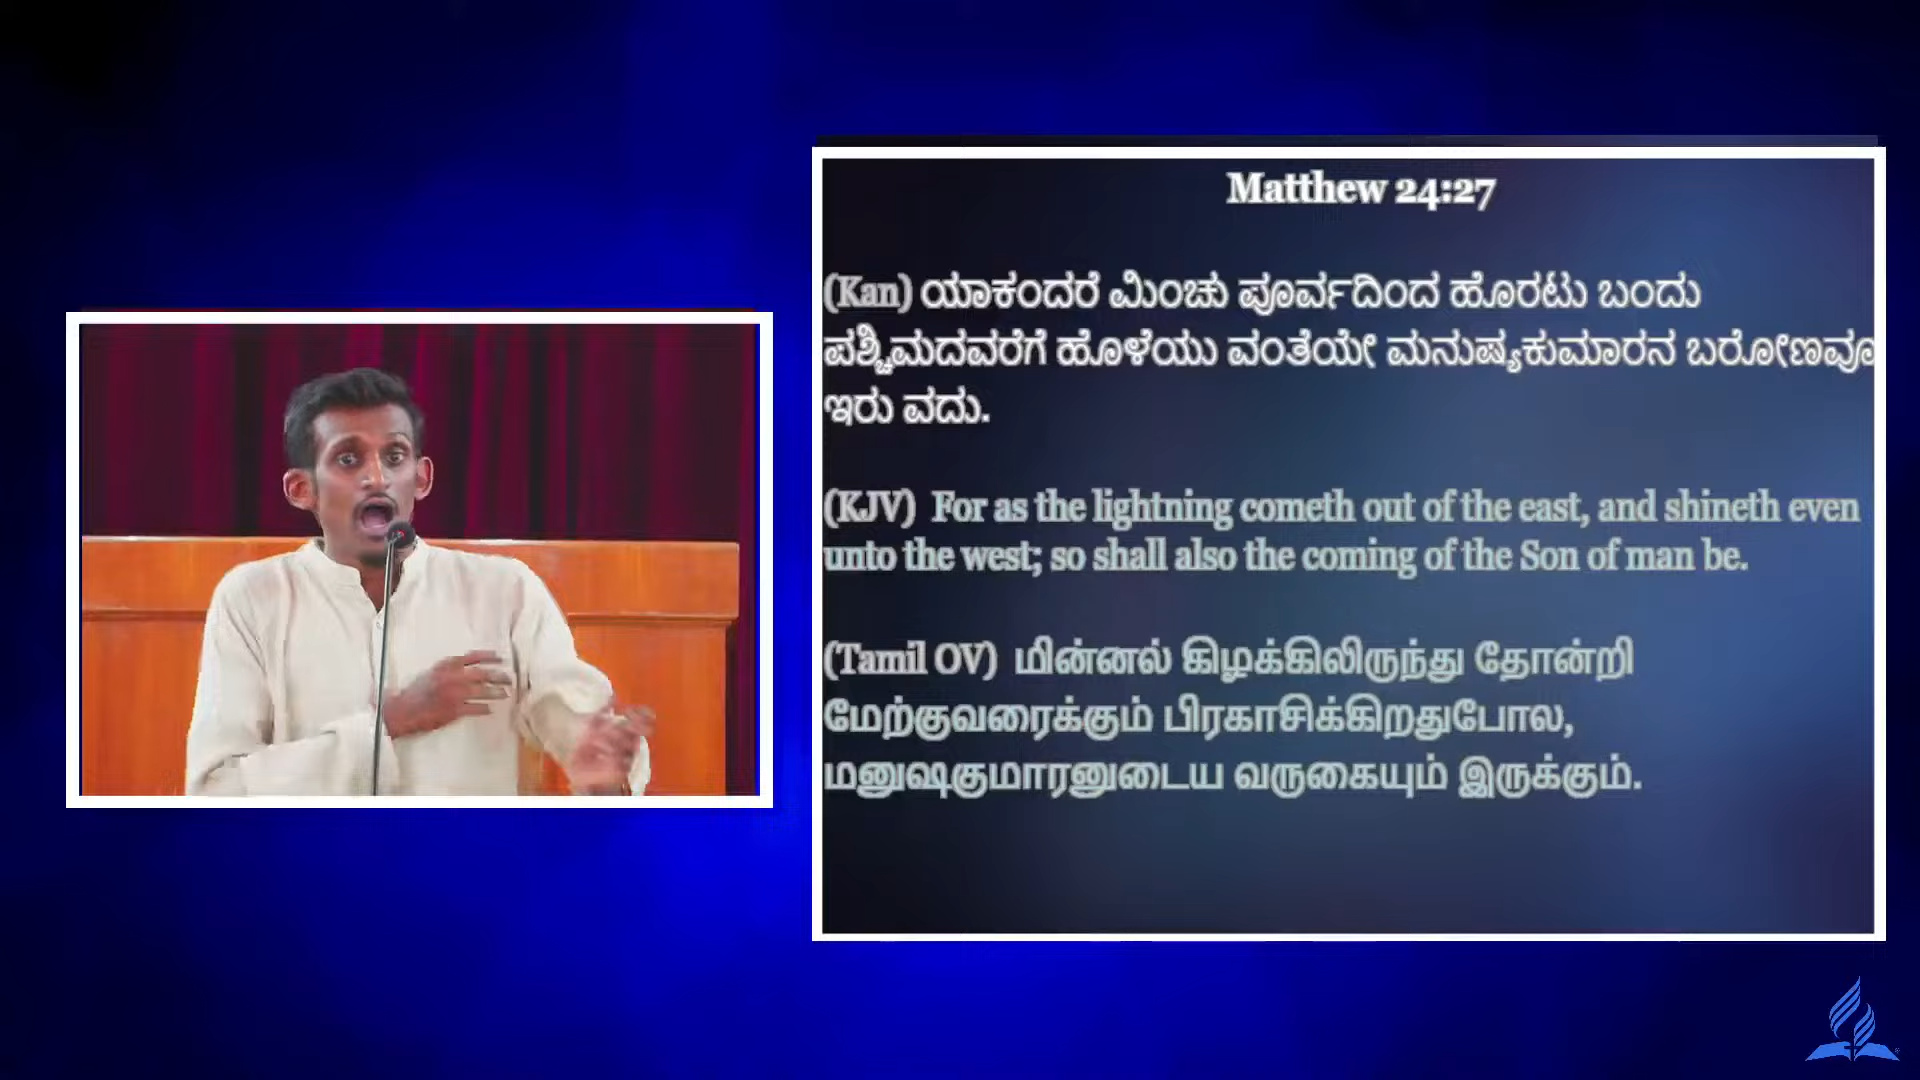 Matthew 24:27
(Kan) ಯಾಕಂದರೆ ಮಿಂಚು ಪೂರ್ವದಿಂದ ಹೊರಟು ಬಂದು
ಪಶ್ಚಿಮದವರೆಗೆ ಹೊಳೆಯು ವಂತೆಯೇ ಮನುಷ್ಯಕುಮಾರನ ಬರೋಣವೂ
ಇರು ವದು.
(KJV) For as the lightning cometh out of the east, and shineth even
unto the west; so shall also the coming of the Son of man be.
(Tamil OV) மின்னல் கிழக்கிலிருந்து தோன்றி
மேற்குவரைக்கும் பிரகாசிக்கிறதுபோல,
மனுஷகுமாரனுடைய வருகையும் இருக்கும்.